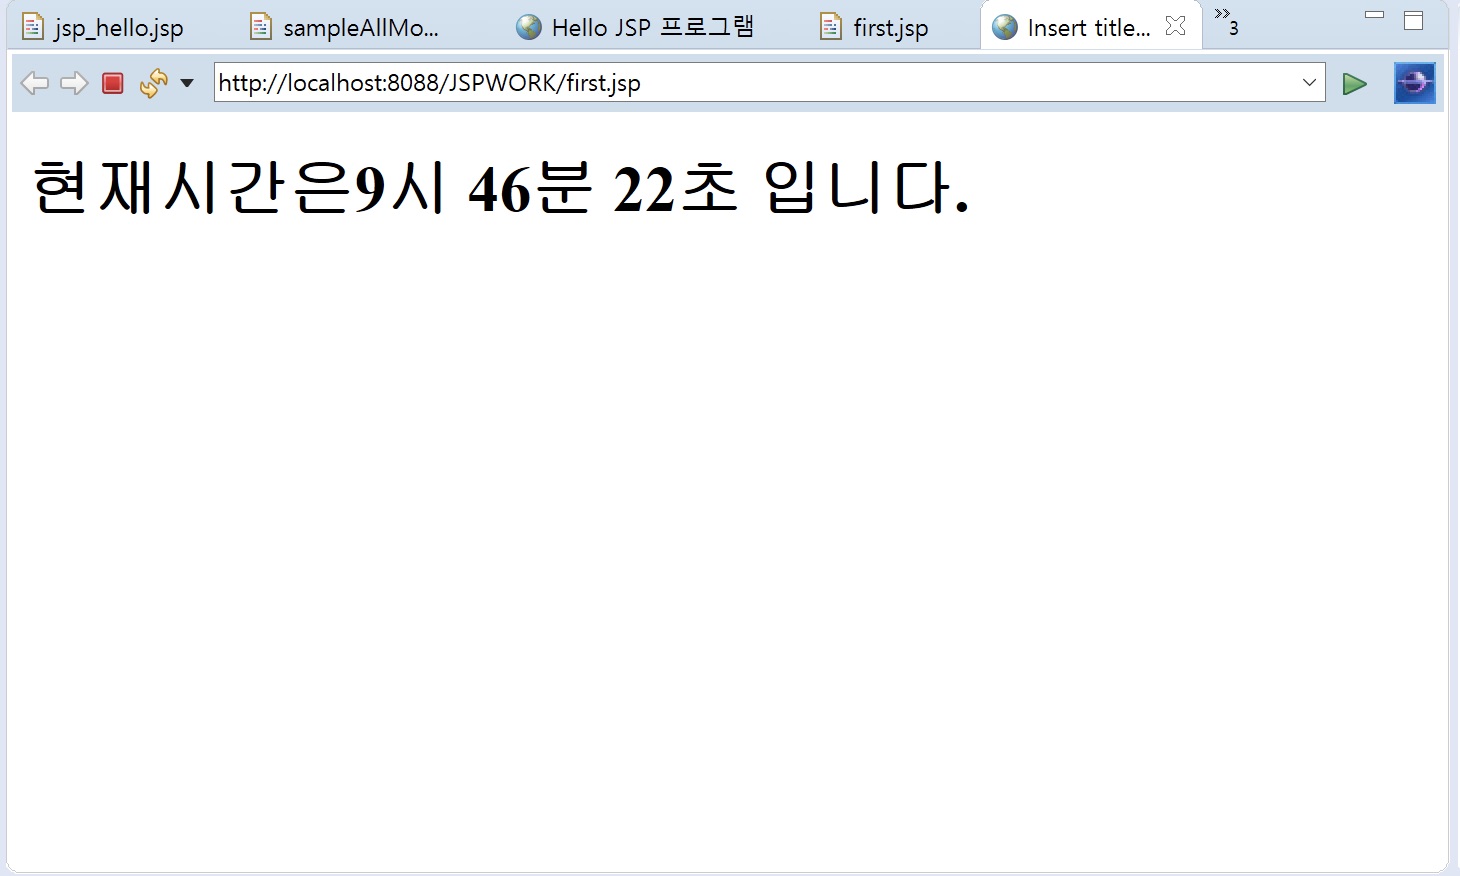 jsp_hello.jsp sampleAllMo... Hello JSP 프로그램 first.jsp Insert title... »3
http://localhost:8088/JSPWORK/first.jsp
현재시간은9시 46분 22초 입니다.